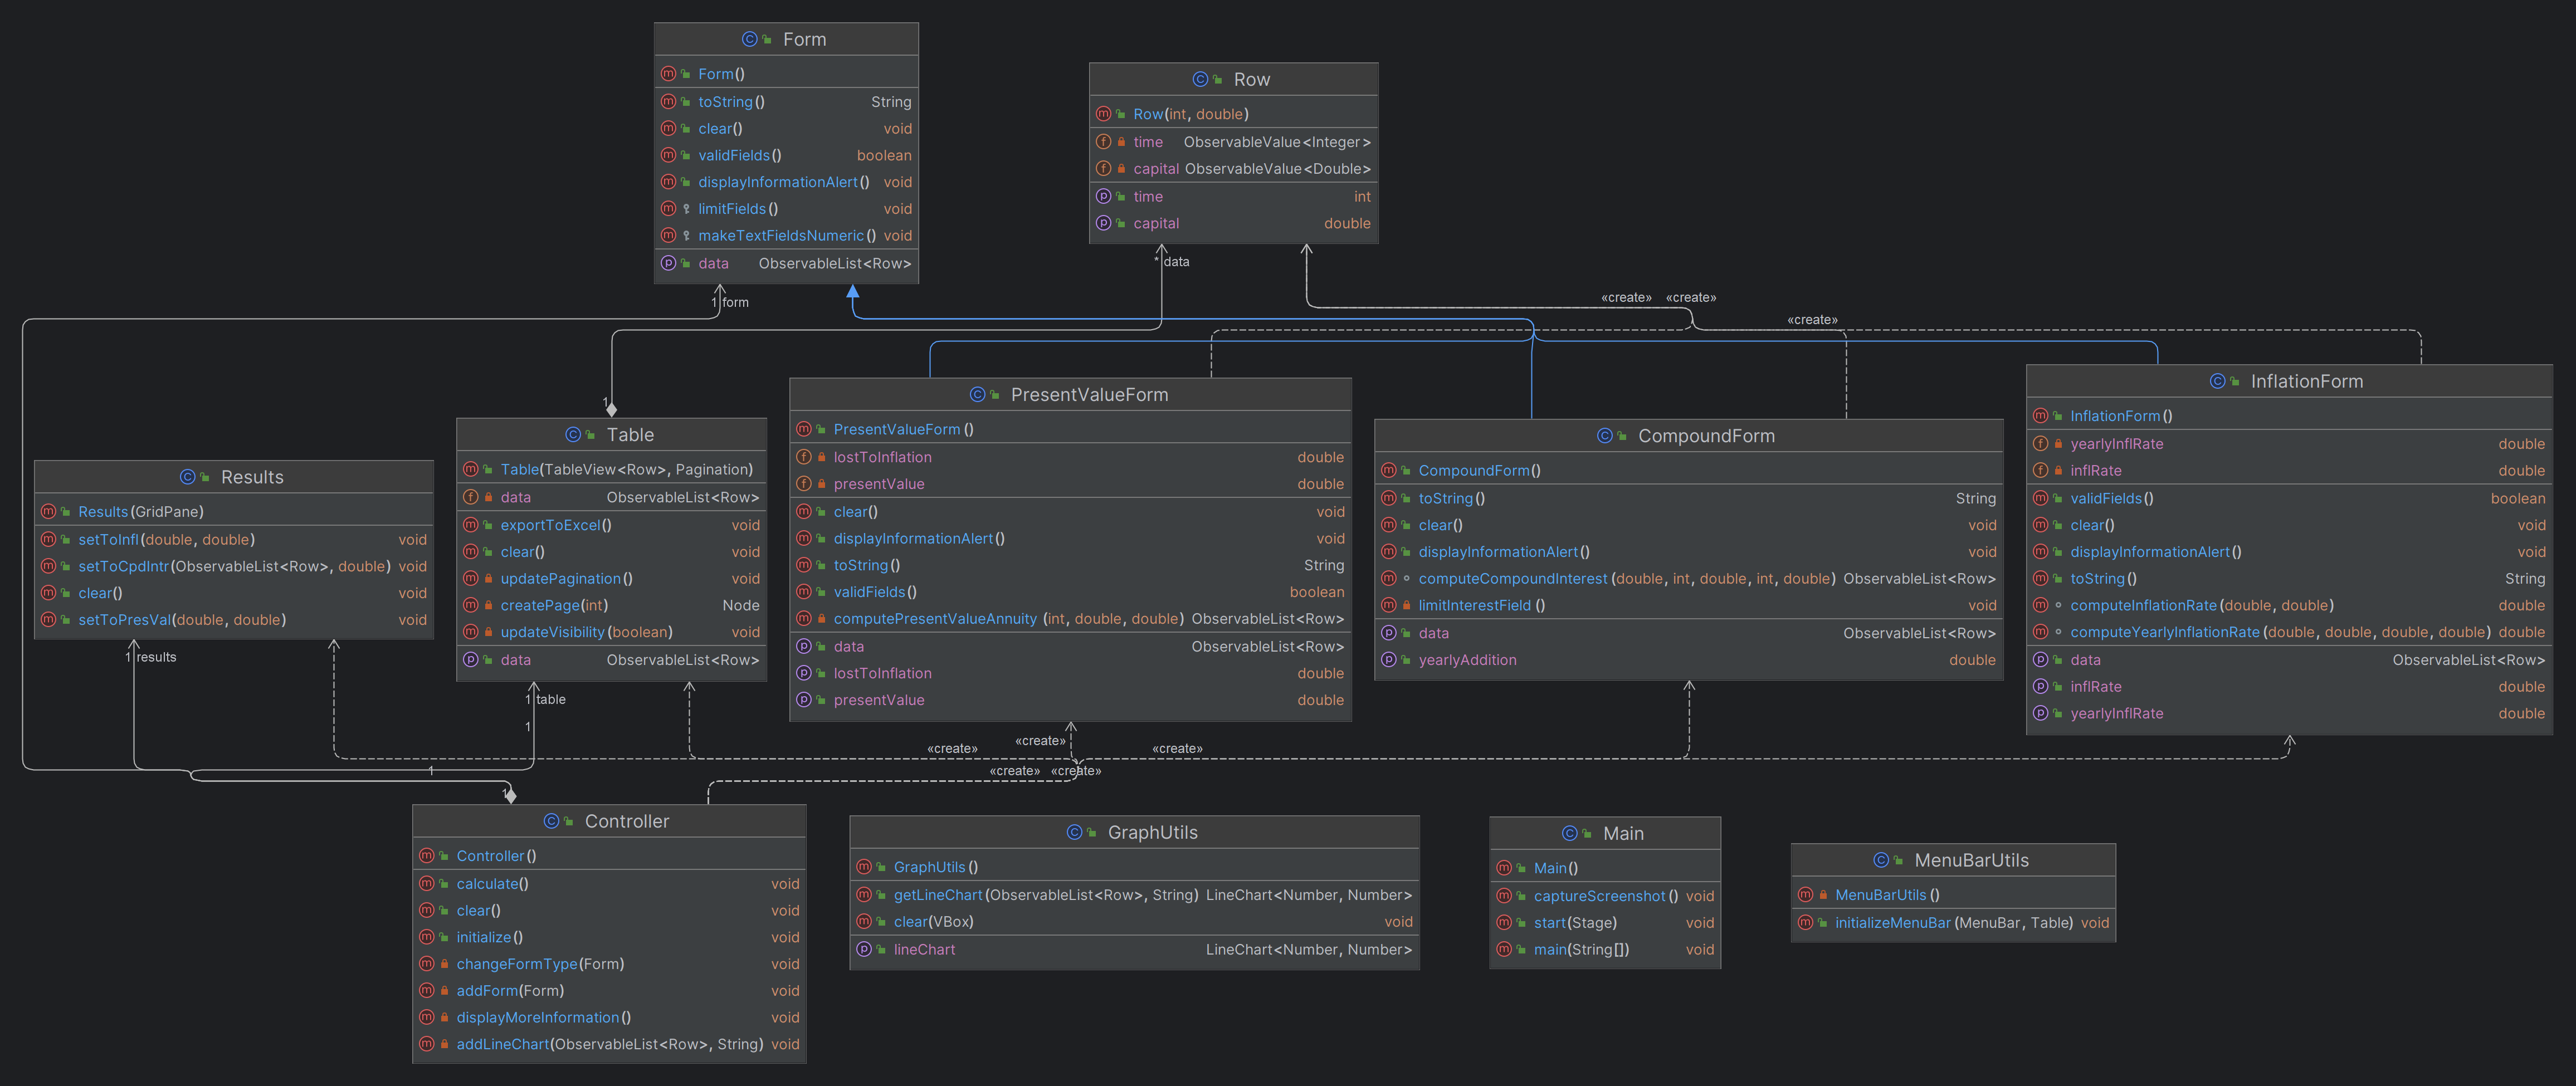 Form
Form()
toString() String
clear() void
validFields() boolean
displayInformationAlert() void
limitFields() void
makeTextFieldsNumeric() void
data ObservableList<Row>
1 form
Row
Row(int, double)
time ObservableValue<Integer>
capital ObservableValue<Double>
time int
capital double
* data
«create» «create»
«create»
1
Results
Results(GridPane)
setToInfl(double, double) void
setToCpdIntr(ObservableList<Row>, double) void
clear() void
setToPresVal(double, double) void
1 results
Table
Table(TableView<Row>, Pagination)
data ObservableList<Row>
exportToExcel() void
clear() void
updatePagination() void
createPage(int) Node
updateVisibility(boolean) void
data ObservableList<Row>
1 table
1
PresentValueForm
PresentValueForm()
lostToInflation double
presentValue double
clear() void
displayInformationAlert() void
toString() String
validFields() boolean
computePresentValueAnnuity(int, double, double) ObservableList<Row>
data ObservableList<Row>
lostToInflation double
presentValue double
CompoundForm
CompoundForm()
toString() String
clear() void
displayInformationAlert() void
computeCompoundInterest(double, int, double, int, double) ObservableList<Row>
limitInterestField() void
data ObservableList<Row>
yearlyAddition double
InflationForm
InflationForm()
yearlyInflRate double
inflRate double
validFields() boolean
clear() void
displayInformationAlert() void
toString() String
computeInflationRate(double, double) double
computeYearlyInflationRate(double, double, double, double) double
data ObservableList<Row>
inflRate double
yearlyInflRate double
«create» «create» «create»
1 «create» «create»
1
Controller
Controller()
calculate() void
clear() void
initialize() void
changeFormType(Form) void
addForm(Form) void
displayMoreInformation() void
addLineChart(ObservableList<Row>, String) void
GraphUtils
GraphUtils()
getLineChart(ObservableList<Row>, String) LineChart<Number, Number>
clear(VBox) void
lineChart LineChart<Number, Number>
Main
Main()
captureScreenshot() void
start(Stage) void
main(String[]) void
MenuBarUtils
MenuBarUtils()
initializeMenuBar(MenuBar, Table) void